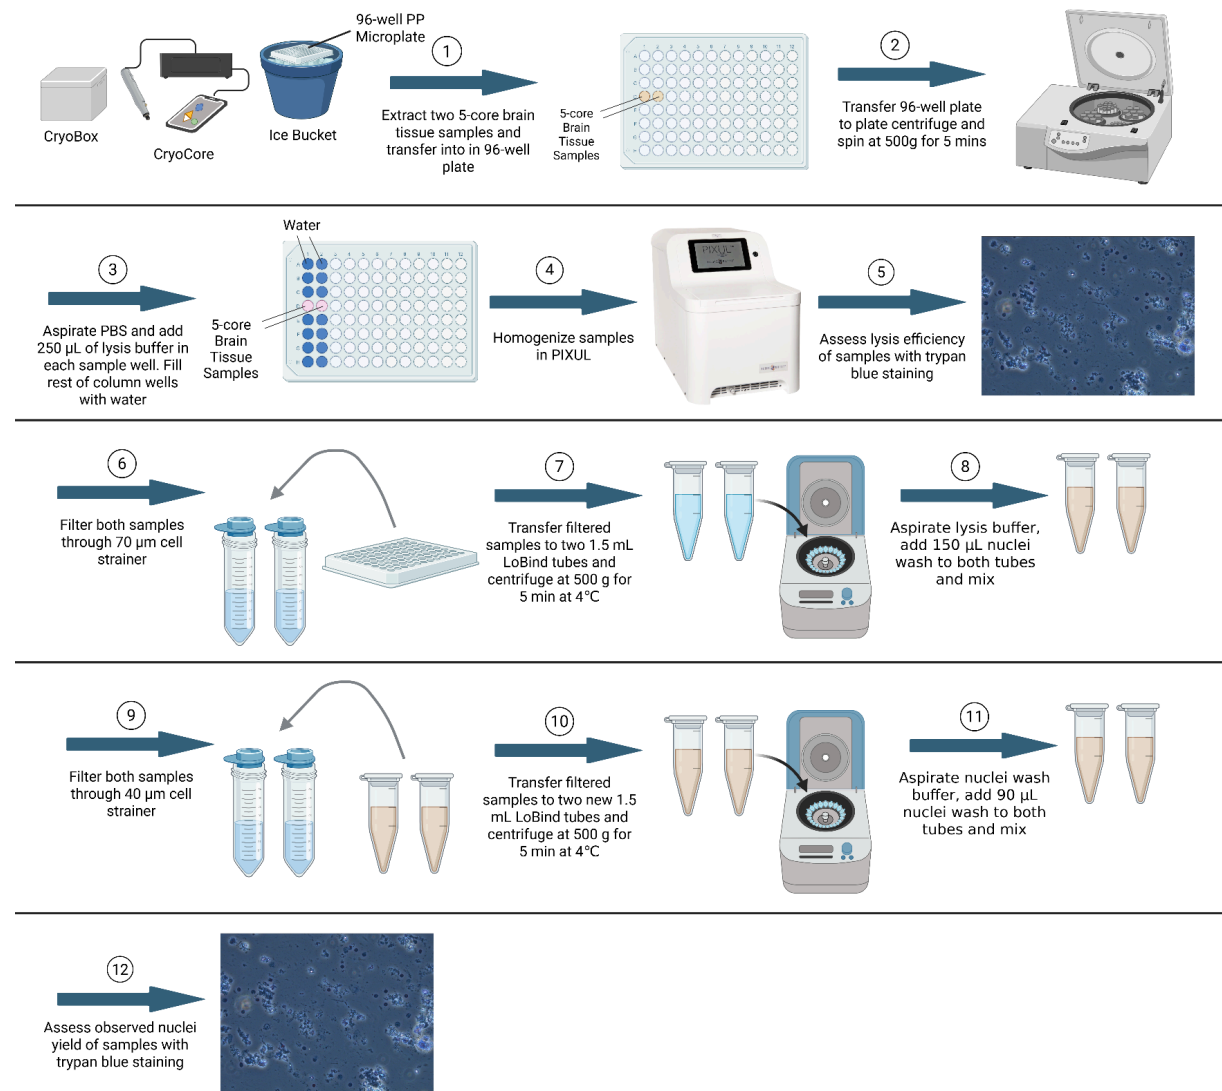 96-well PP
Microplate
CryoBox
CryoCore
Ice Bucket
1
Extract two 5-core brain
tissue samples and
transfer into in 96-well
plate
5-core
Brain
Tissue
Samples
2
Transfer 96-well plate
to plate centrifuge and
spin at 500g for 5 mins
3
Aspirate PBS and add
250 µL of lysis buffer in
each sample well. Fill
rest of column wells
with water
Water
5-core
Brain
Tissue
Samples
4
Homogenize samples
in PIXUL
PIXUL
5
Assess lysis efficiency
of samples with trypan
blue staining
6
Filter both samples
through 70 µm cell
strainer
7
Transfer filtered
samples to two 1.5 mL
LoBind tubes and
centrifuge at 500 g for
5 min at 4℃
8
Aspirate lysis buffer,
add 150 µL nuclei
wash to both tubes
and mix
9
Filter both samples
through 40 µm cell
strainer
10
Transfer filtered
samples to two new 1.5
mL LoBind tubes and
centrifuge at 500 g for
5 min at 4℃
11
Aspirate nuclei wash
buffer, add 90 µL
nuclei wash to both
tubes and mix
12
Assess observed nuclei
yield of samples with
trypan blue staining